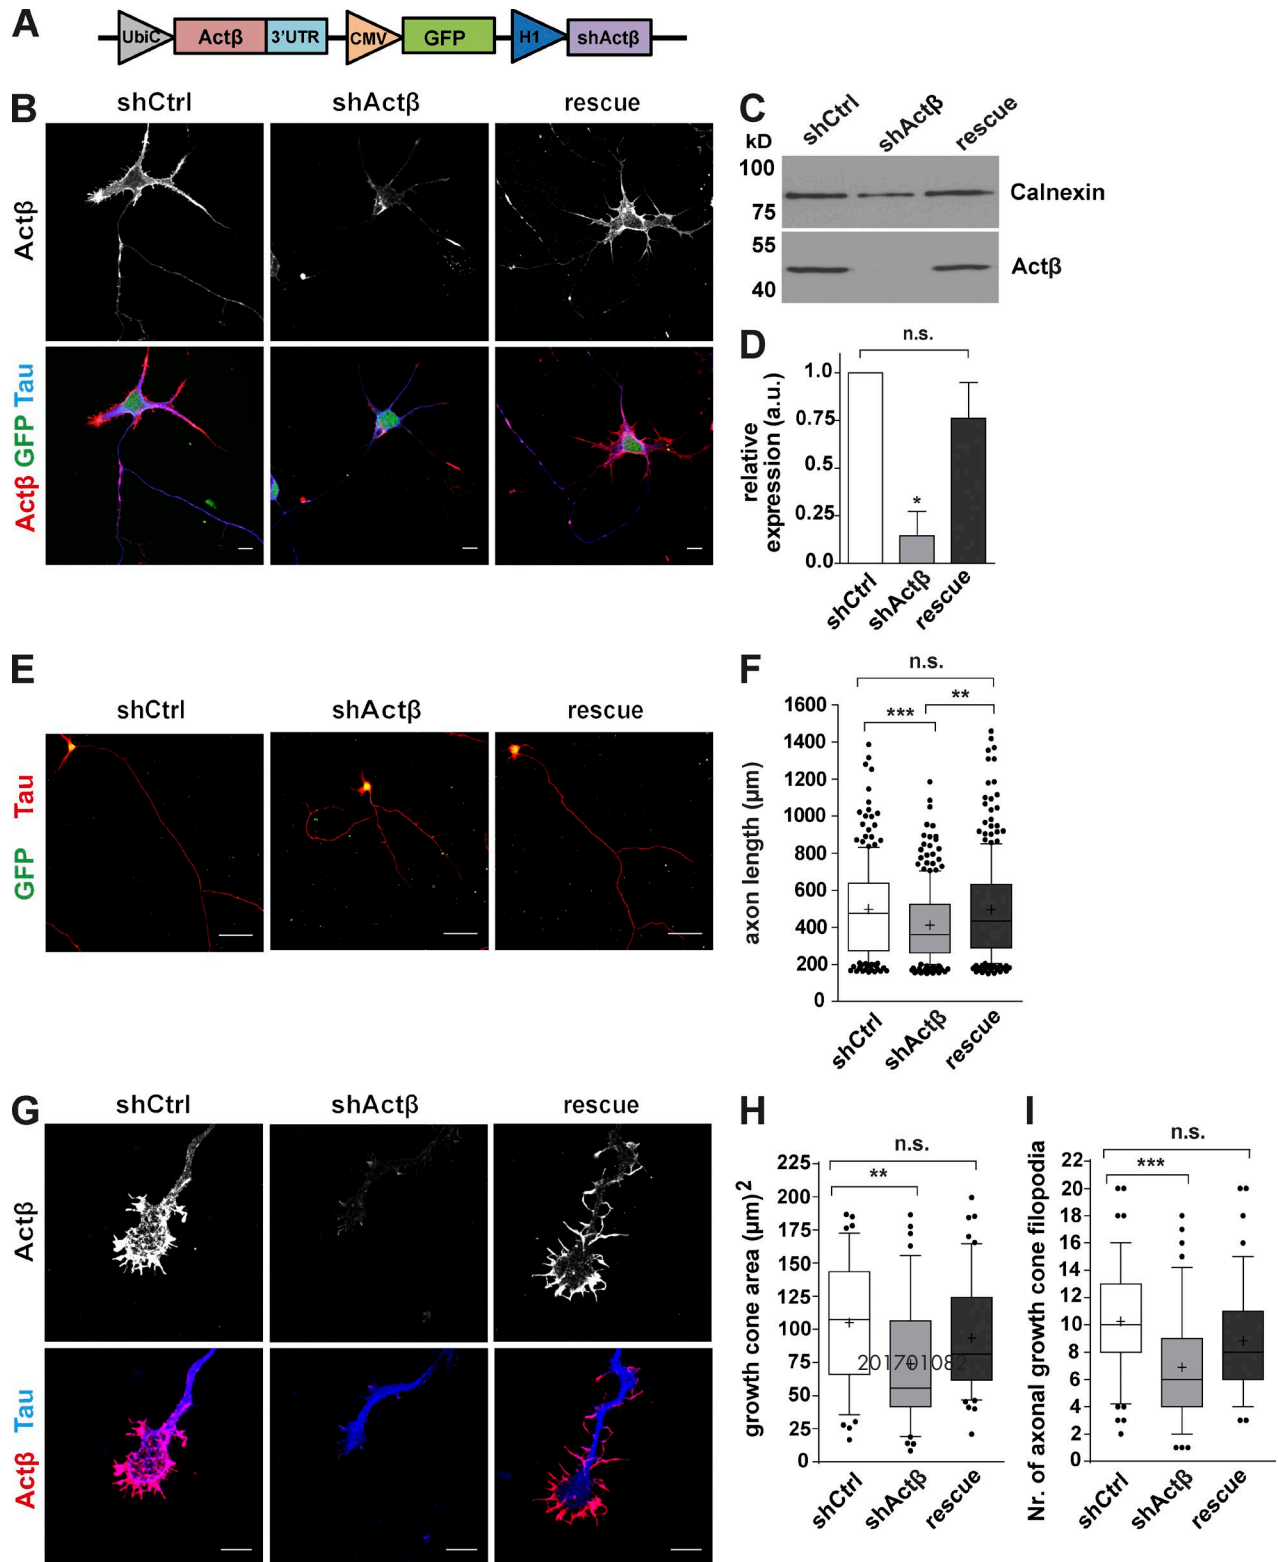 A
UbiC Actβ 3'UTR CMV GFP H1 shActβ
B
shCtrl shActβ rescue
Actβ
Actβ GFP Tau
C
shCtrl shActβ rescue
kD
100
75
Calnexin
55
40
Actβ
D
n.s.
relative expression (a.u.)
1.0
0.75
*
0.5
0.25
0.0
shCtrl shActβ rescue
E
shCtrl shActβ rescue
GFP Tau
F
n.s.
*** **
axon length (µm)
1600
1400
1200
1000
800
600
400
200
0
shCtrl shActβ rescue
G
shCtrl shActβ rescue
Actβ
Actβ Tau
H
n.s.
**
growth cone area (µm)²
225
200
175
150
125
100
75
50
25
0
201701082
shCtrl shActβ rescue
I
n.s.
***
Nr. of axonal growth cone filopodia
22
20
18
16
14
12
10
8
6
4
2
0
shCtrl shActβ rescue